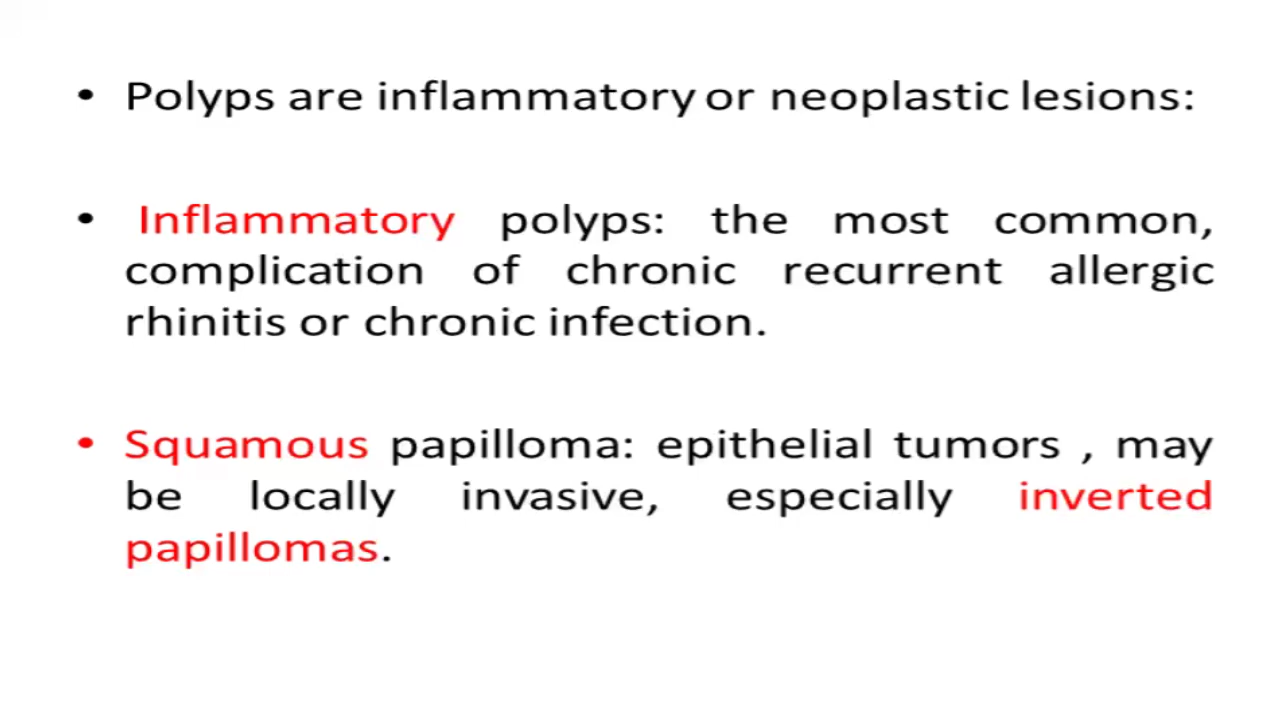 • Polyps are inflammatory or neoplastic lesions:
• Inflammatory polyps: the most common,
complication of chronic recurrent allergic
rhinitis or chronic infection.
• Squamous papilloma: epithelial tumors , may
be locally invasive, especially inverted
papillomas.